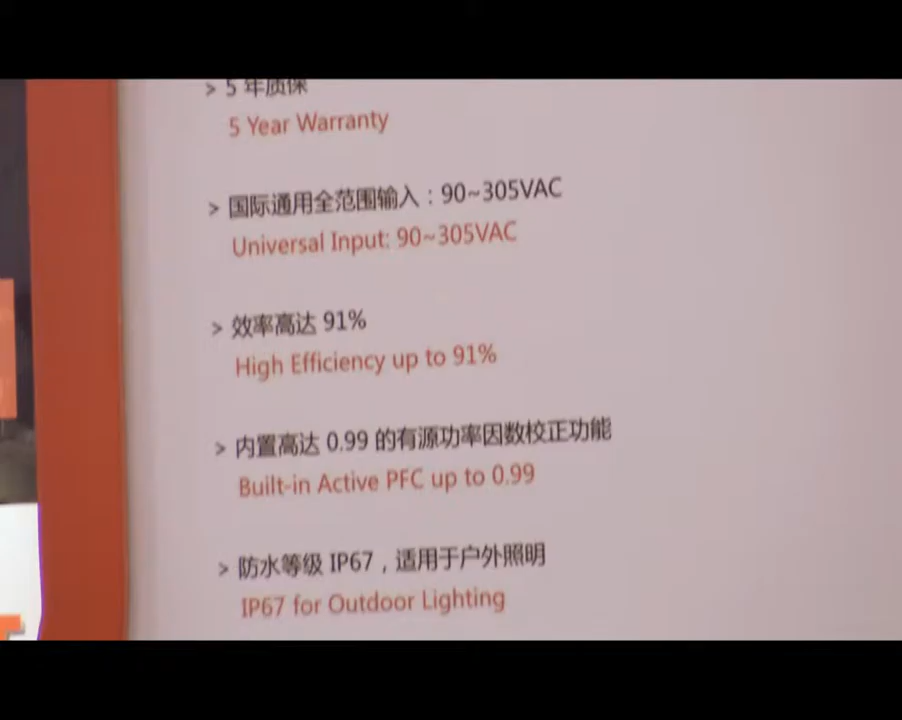 > 5 年质保
5 Year Warranty
> 国际通用全范围输入：90~305VAC
Universal Input: 90~305VAC
> 效率高达 91%
High Efficiency up to 91%
> 内置高达 0.99 的有源功率因数校正功能
Built-in Active PFC up to 0.99
> 防水等级 IP67，适用于户外照明
IP67 for Outdoor Lighting